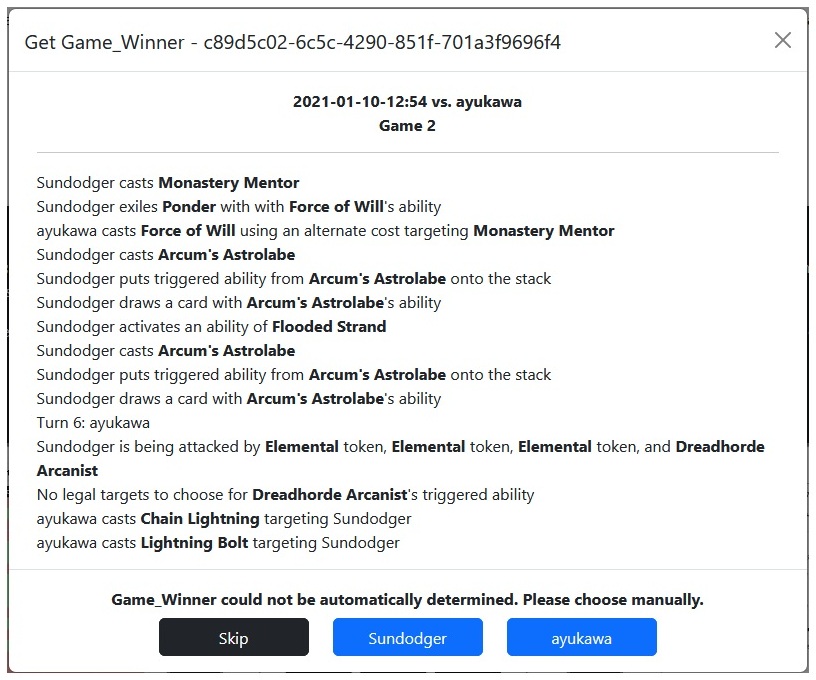 Get Game_Winner - c89d5c02-6c5c-4290-851f-701a3f9696f4
2021-01-10-12:54 vs. ayukawa
Game 2
Sundodger casts Monastery Mentor
Sundodger exiles Ponder with with Force of Will's ability
ayukawa casts Force of Will using an alternate cost targeting Monastery Mentor
Sundodger casts Arcum's Astrolabe
Sundodger puts triggered ability from Arcum's Astrolabe onto the stack
Sundodger draws a card with Arcum's Astrolabe's ability
Sundodger activates an ability of Flooded Strand
Sundodger casts Arcum's Astrolabe
Sundodger puts triggered ability from Arcum's Astrolabe onto the stack
Sundodger draws a card with Arcum's Astrolabe's ability
Turn 6: ayukawa
Sundodger is being attacked by Elemental token, Elemental token, Elemental token, and Dreadhorde
Arcanist
No legal targets to choose for Dreadhorde Arcanist's triggered ability
ayukawa casts Chain Lightning targeting Sundodger
ayukawa casts Lightning Bolt targeting Sundodger
Game_Winner could not be automatically determined. Please choose manually.
Skip
Sundodger
ayukawa